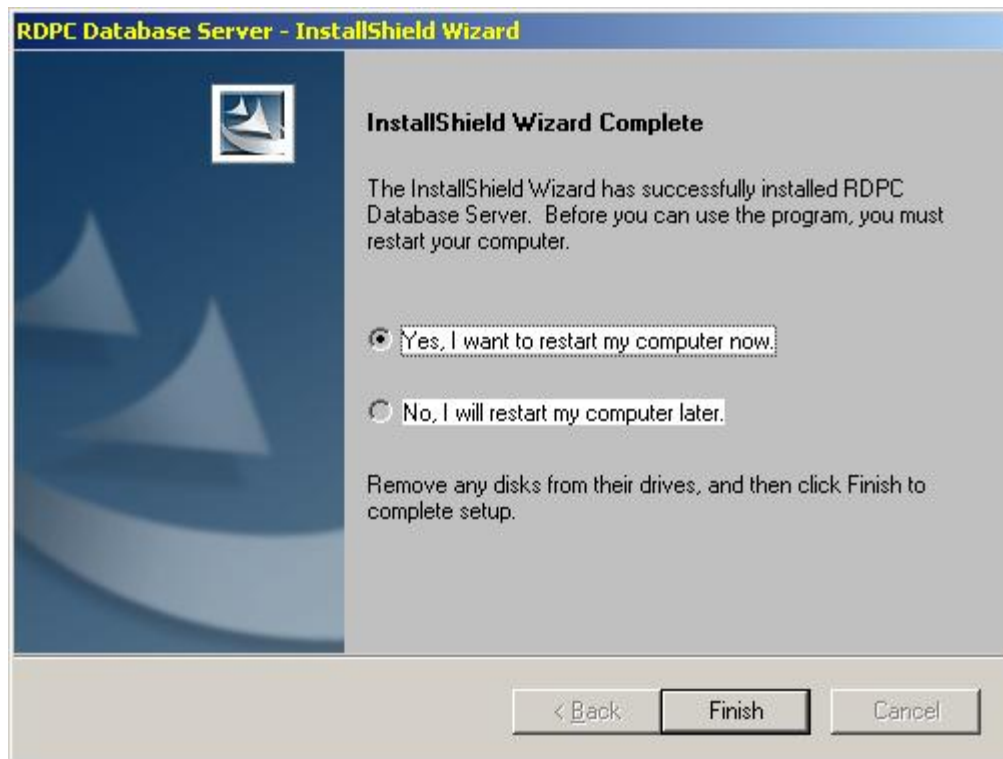 RDPC Database Server - InstallShield Wizard
InstallShield Wizard Complete
The InstallShield Wizard has successfully installed RDPC
Database Server.  Before you can use the program, you must
restart your computer.
Yes, I want to restart my computer now.
No, I will restart my computer later.
Remove any disks from their drives, and then click Finish to
complete setup.
< Back
Finish
Cancel